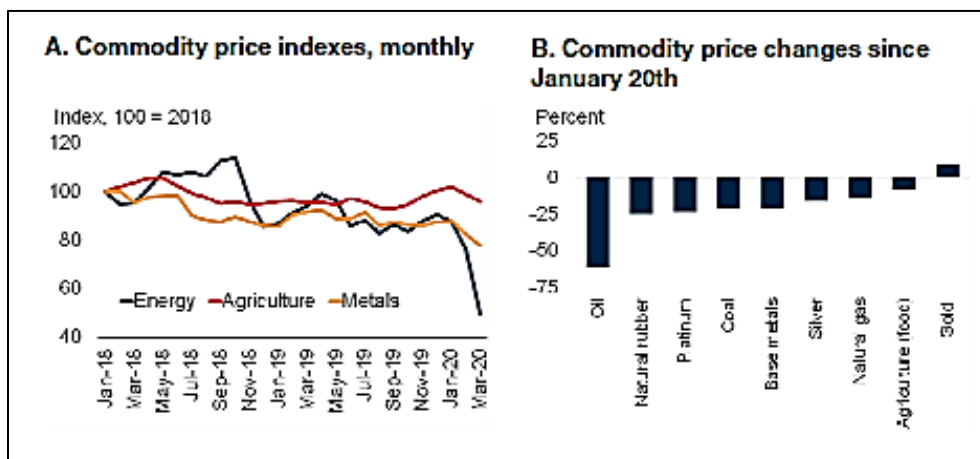 A. Commodity price indexes, monthly
Index, 100 = 2018
120
100
80
60
40
Energy Agriculture Metals
Jan-18
Mar-18
May-18
Jul-18
Sep-18
Nov-18
Jan-19
Mar-19
May-19
Jul-19
Sep-19
Nov-19
Jan-20
Mar-20
B. Commodity price changes since
January 20th
Percent
25
0
-25
-50
-75
Oil
Natural rubber
Platinum
Coal
Base metals
Silver
Natural gas
Agriculture (food)
Gold